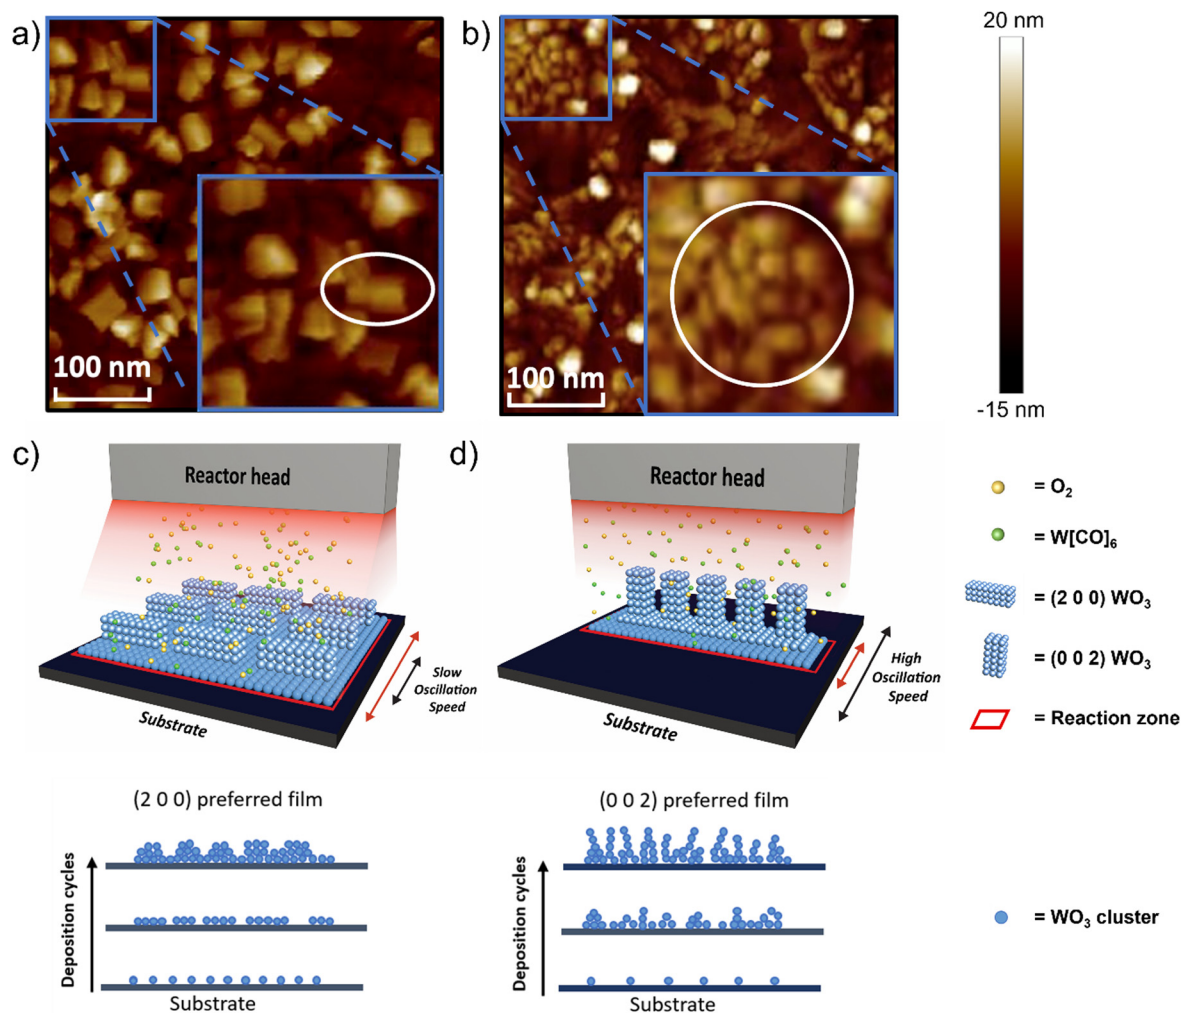 a)
b)
20 nm
100 nm
100 nm
-15 nm
c)
d)
Reactor head
Reactor head
Slow
Oscillation
Speed
Substrate
High
Oscillation
Speed
Substrate
= O2
= W[CO]6
= (2 0 0) WO3
= (0 0 2) WO3
= Reaction zone
(2 0 0) preferred film
Deposition cycles
Substrate
(0 0 2) preferred film
Deposition cycles
Substrate
= WO3 cluster